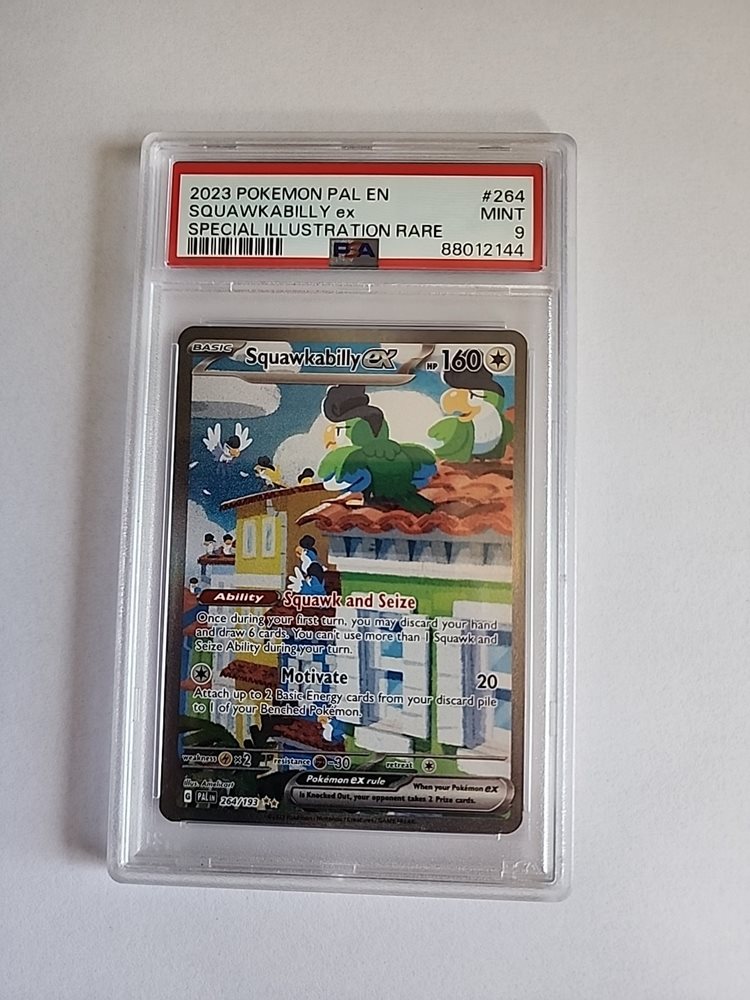 2023 POKEMON PAL EN #264
SQUAWKABILLY ex MINT
SPECIAL ILLUSTRATION RARE 9
PSA 88012144
BASIC Squawkabilly ex HP 160
Ability Squawk and Seize
Once during your first turn, you may discard your hand
and draw 6 cards. You can't use more than 1 Squawk and
Seize Ability during your turn.
Motivate 20
Attach up to 2 Basic Energy cards from your discard pile
to 1 of your Benched Pokémon.
weakness ×2 resistance -30 retreat
Pokémon ex rule When your Pokémon ex
is Knocked Out, your opponent takes 2 Prize cards.
Illus. Amelicart
G PAL EN 264/193